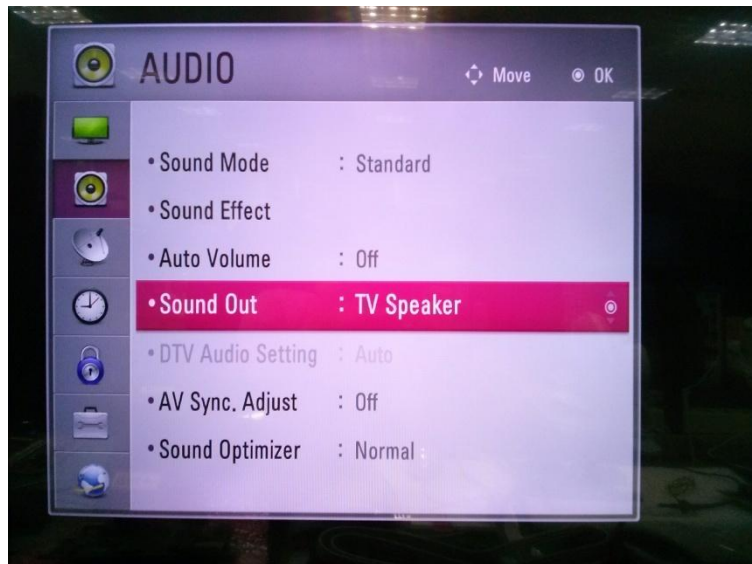 AUDIO
Move
OK
• Sound Mode : Standard
• Sound Effect
• Auto Volume : Off
• Sound Out : TV Speaker
• DTV Audio Setting : Auto
• AV Sync. Adjust : Off
• Sound Optimizer : Normal